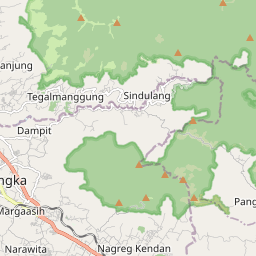 anjung
Tegalmanggung
Sindulang
Dampit
ngka
Pang
Margaasih
Narawita
Nagreg Kendan